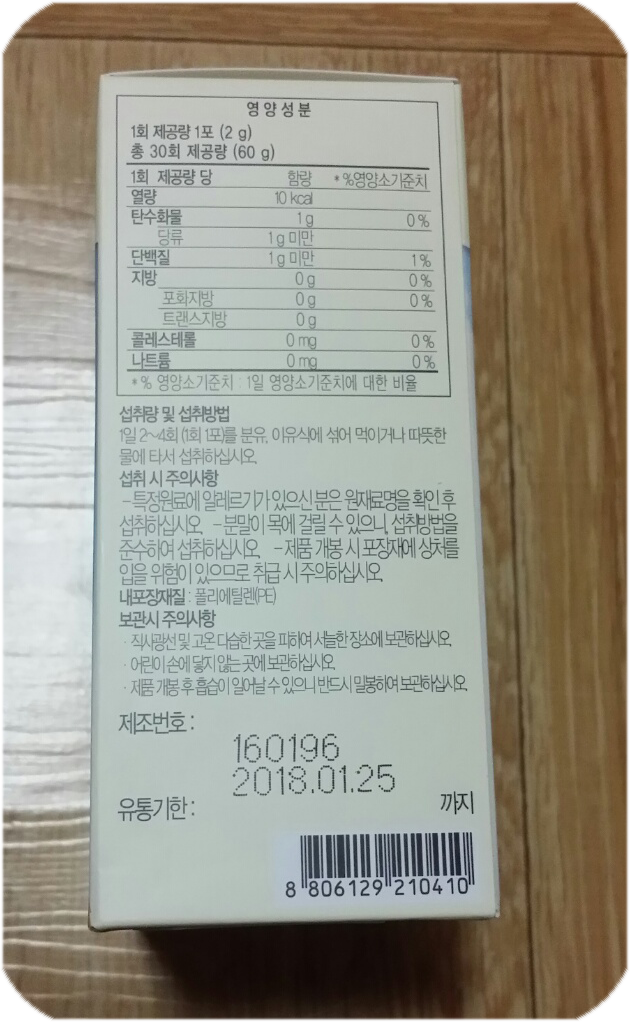 영양성분
1회 제공량 1포 (2 g)
총 30회 제공량 (60 g)
1회 제공량 당 함량 *%영양소기준치
열량 10 kcal
탄수화물 1 g 0 %
당류 1 g 미만
단백질 1 g 미만 1 %
지방 0 g 0 %
포화지방 0 g 0 %
트랜스지방 0 g
콜레스테롤 0 mg 0 %
나트륨 0 mg 0 %
*% 영양소기준치 : 1일 영양소기준치에 대한 비율
섭취량 및 섭취방법
1일 2~4회 (1회 1포)를 분유, 이유식에 섞어 먹이거나 따뜻한
물에 타서 섭취하십시오.
섭취 시 주의사항
-특정원료에 알레르기가 있으신 분은 원재료명을 확인 후
섭취하십시오. -분말이 목에 걸릴 수 있으니, 섭취방법을
준수하여 섭취하십시오. -제품 개봉 시 포장재에 상처를
입을 위험이 있으므로 취급 시 주의하십시오.
내포장재질 : 폴리에틸렌(PE)
보관시 주의사항
· 직사광선 및 고온 다습한 곳을 피하여 서늘한 장소에 보관하십시오.
· 어린이 손에 닿지 않는 곳에 보관하십시오.
· 제품 개봉 후 흡습이 일어날 수 있으니 반드시 밀봉하여 보관하십시오.
제조번호 :
160196
2018.01.25
유통기한 : 까지
8 806129 210410